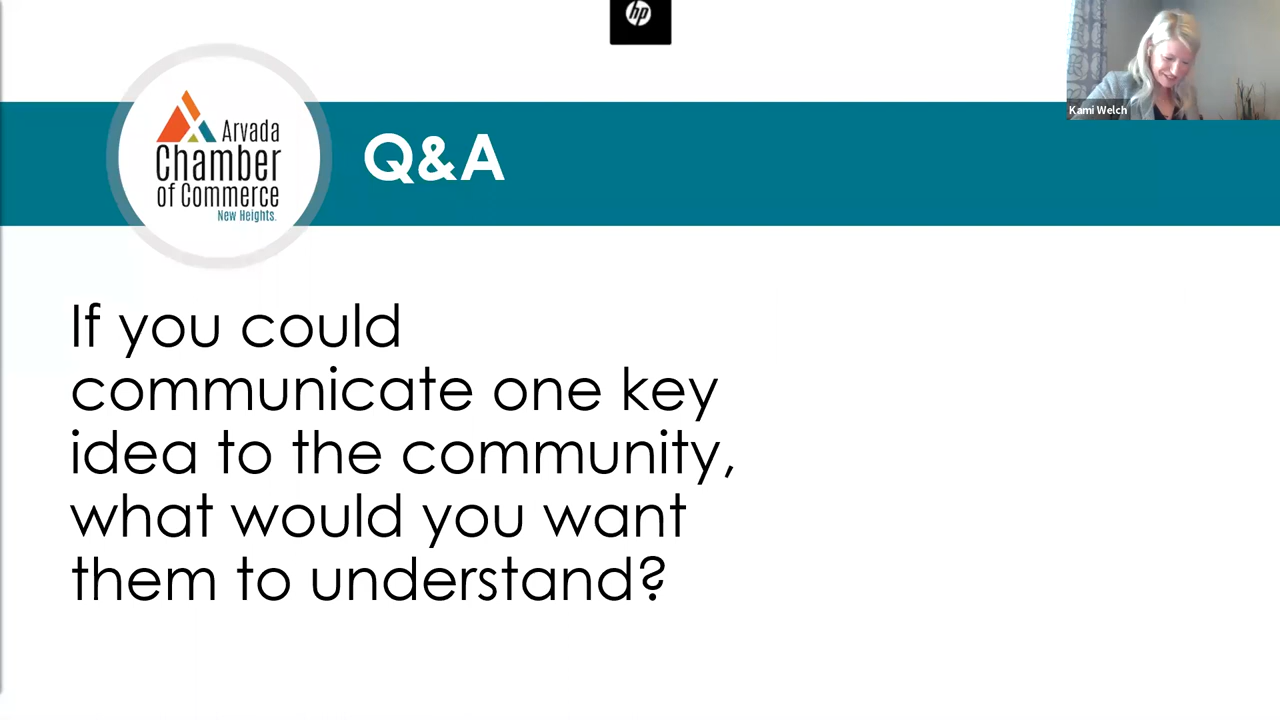 hp
Kami Welch
Arvada
Chamber
of Commerce
New Heights.
Q&A
If you could
communicate one key
idea to the community,
what would you want
them to understand?